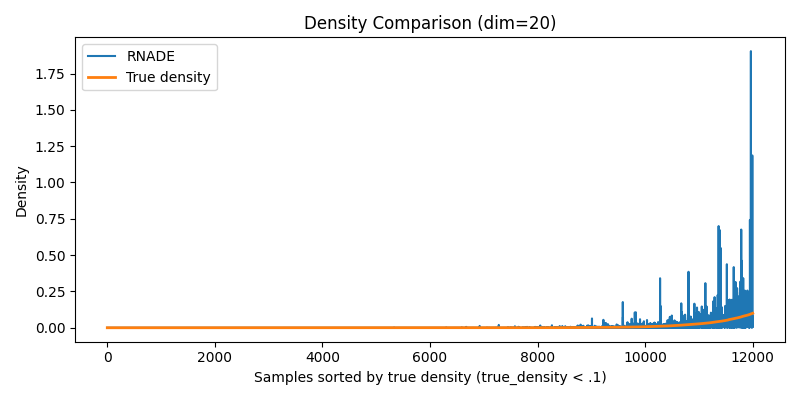 Density Comparison (dim=20)
RNADE
True density
Density
1.75
1.50
1.25
1.00
0.75
0.50
0.25
0.00
0 2000 4000 6000 8000 10000 12000
Samples sorted by true density (true_density < .1)